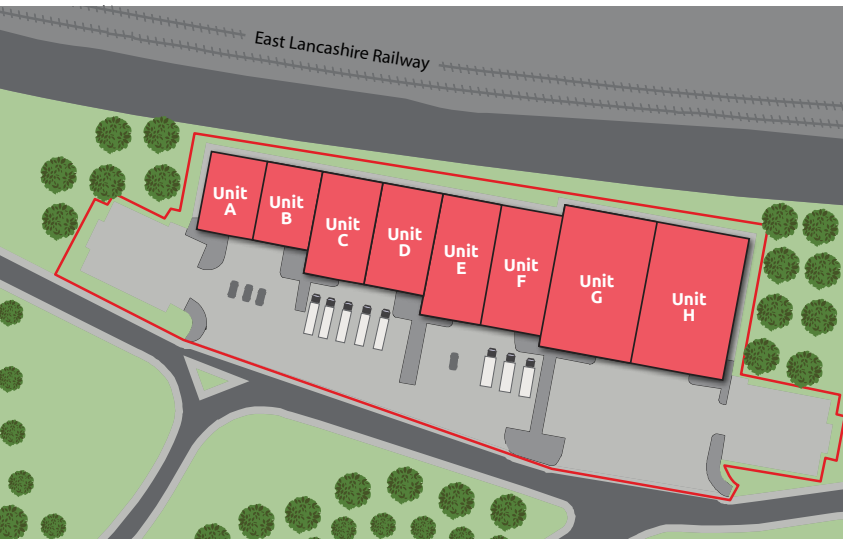 East Lancashire Railway
Unit
A
Unit
B
Unit
C
Unit
D
Unit
E
Unit
F
Unit
G
Unit
H